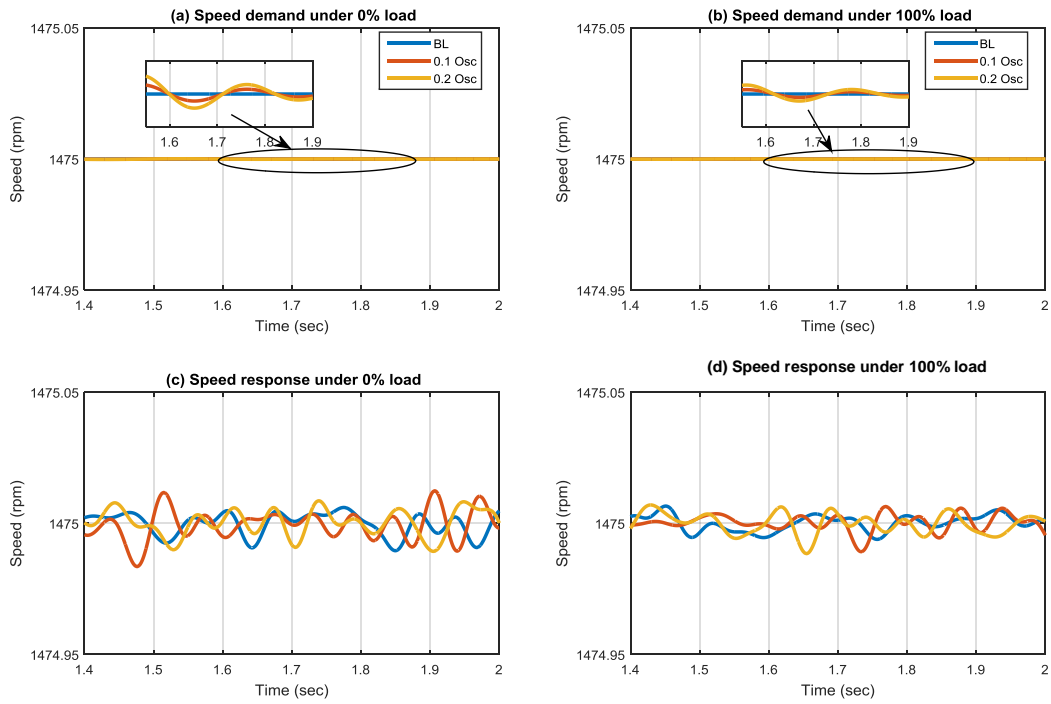 (a) Speed demand under 0% load
1475.05
1475
1474.95
Speed (rpm)
BL
0.1 Osc
0.2 Osc
1.6 1.7 1.8 1.9
1.4 1.5 1.6 1.7 1.8 1.9 2
Time (sec)
(b) Speed demand under 100% load
1475.05
1475
1474.95
Speed (rpm)
BL
0.1 Osc
0.2 Osc
1.6 1.7 1.8 1.9
1.4 1.5 1.6 1.7 1.8 1.9 2
Time (sec)
(c) Speed response under 0% load
1475.05
1475
1474.95
Speed (rpm)
1.4 1.5 1.6 1.7 1.8 1.9 2
Time (sec)
(d) Speed response under 100% load
1475.05
1475
1474.95
Speed (rpm)
1.4 1.5 1.6 1.7 1.8 1.9 2
Time (sec)